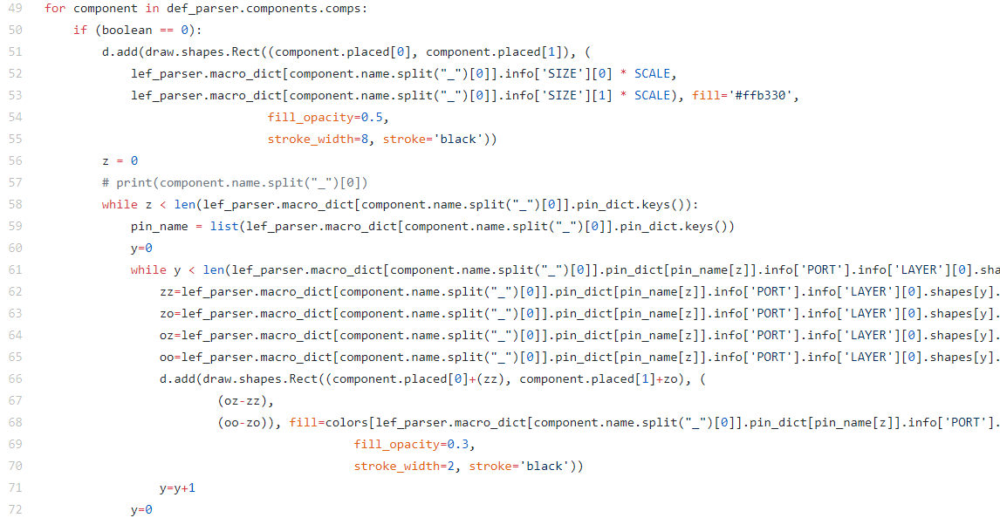 49 for component in def_parser.components.comps:
50 if (boolean == 0):
51 d.add(draw.shapes.Rect((component.placed[0], component.placed[1]), (
52 lef_parser.macro_dict[component.name.split("_")[0]].info['SIZE'][0] * SCALE,
53 lef_parser.macro_dict[component.name.split("_")[0]].info['SIZE'][1] * SCALE), fill='#ffb330',
54 fill_opacity=0.5,
55 stroke_width=8, stroke='black'))
56 z = 0
57 # print(component.name.split("_")[0])
58 while z < len(lef_parser.macro_dict[component.name.split("_")[0]].pin_dict.keys()):
59 pin_name = list(lef_parser.macro_dict[component.name.split("_")[0]].pin_dict.keys())
60 y=0
61 while y < len(lef_parser.macro_dict[component.name.split("_")[0]].pin_dict[pin_name[z]].info['PORT'].info['LAYER'][0].sha
62 zz=lef_parser.macro_dict[component.name.split("_")[0]].pin_dict[pin_name[z]].info['PORT'].info['LAYER'][0].shapes[y].
63 zo=lef_parser.macro_dict[component.name.split("_")[0]].pin_dict[pin_name[z]].info['PORT'].info['LAYER'][0].shapes[y].
64 oz=lef_parser.macro_dict[component.name.split("_")[0]].pin_dict[pin_name[z]].info['PORT'].info['LAYER'][0].shapes[y].
65 oo=lef_parser.macro_dict[component.name.split("_")[0]].pin_dict[pin_name[z]].info['PORT'].info['LAYER'][0].shapes[y].
66 d.add(draw.shapes.Rect((component.placed[0]+(zz), component.placed[1]+zo), (
67 (oz-zz),
68 (oo-zo)), fill=colors[lef_parser.macro_dict[component.name.split("_")[0]].pin_dict[pin_name[z]].info['PORT'].
69 fill_opacity=0.3,
70 stroke_width=2, stroke='black'))
71 y=y+1
72 y=0